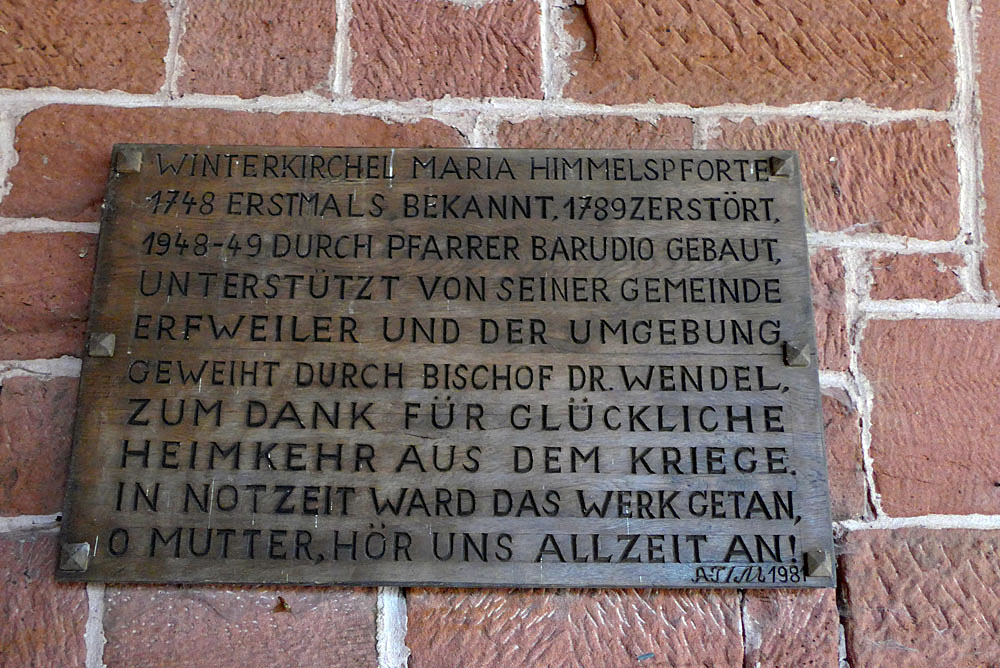 WINTERKIRCHEL MARIA HIMMELSPFORTE
1748 ERSTMALS BEKANNT, 1789 ZERSTÖRT,
1948-49 DURCH PFARRER BARUDIO GEBAUT,
UNTERSTÜTZT VON SEINER GEMEINDE
ERFWEILER UND DER UMGEBUNG
GEWEIHT DURCH BISCHOF DR. WENDEL,
ZUM DANK FÜR GLÜCKLICHE
HEIMKEHR AUS DEM KRIEGE.
IN NOTZEIT WARD DAS WERK GETAN,
O MUTTER, HÖR UNS ALLZEIT AN!
1981